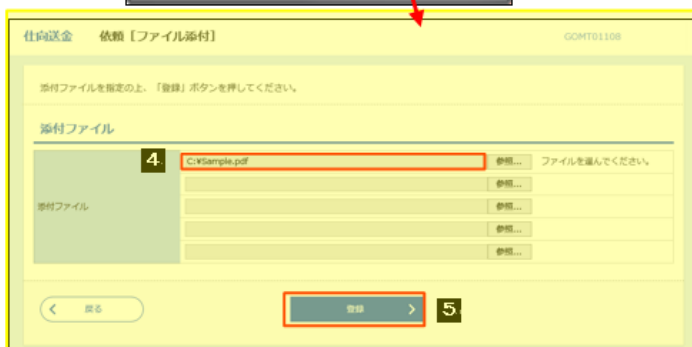 仕向送金 依頼［ファイル添付］ GOMT01108
添付ファイルを指定の上、「登録」ボタンを押してください。
添付ファイル
4. C:¥Sample.pdf 参照... ファイルを選んでください。
参照...
添付ファイル 参照...
参照...
参照...
戻る 登録 5.